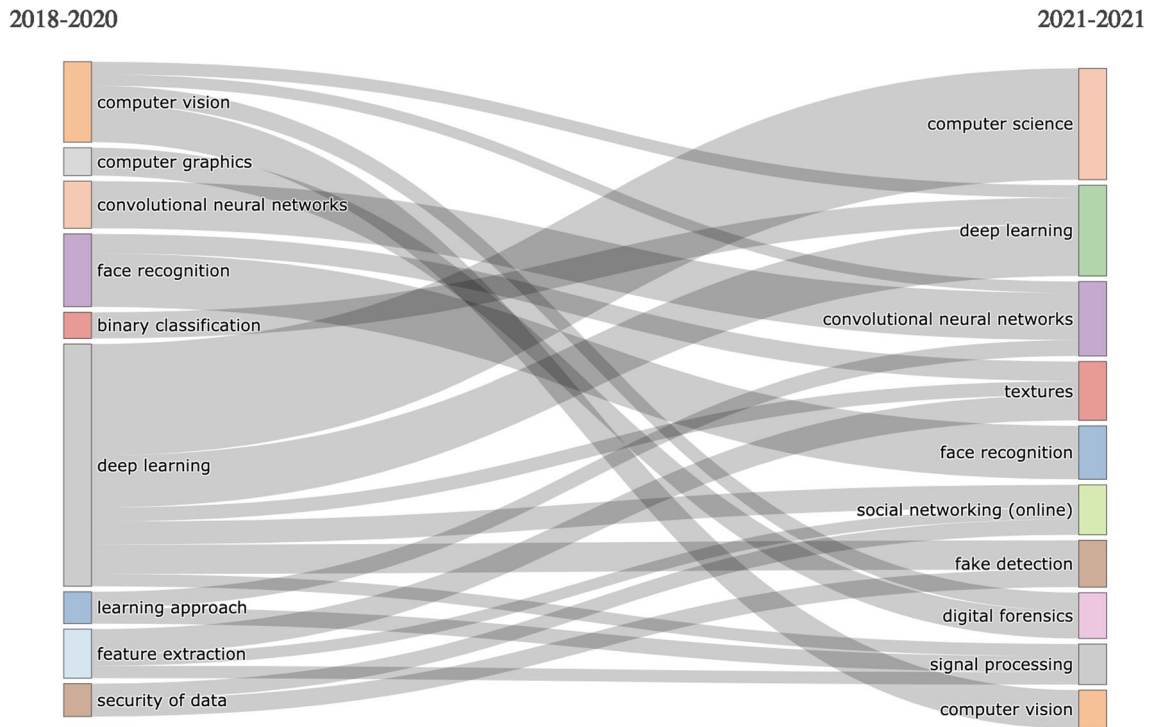 2018-2020
2021-2021
computer vision
computer graphics
convolutional neural networks
face recognition
binary classification
deep learning
learning approach
feature extraction
security of data
computer science
deep learning
convolutional neural networks
textures
face recognition
social networking (online)
fake detection
digital forensics
signal processing
computer vision